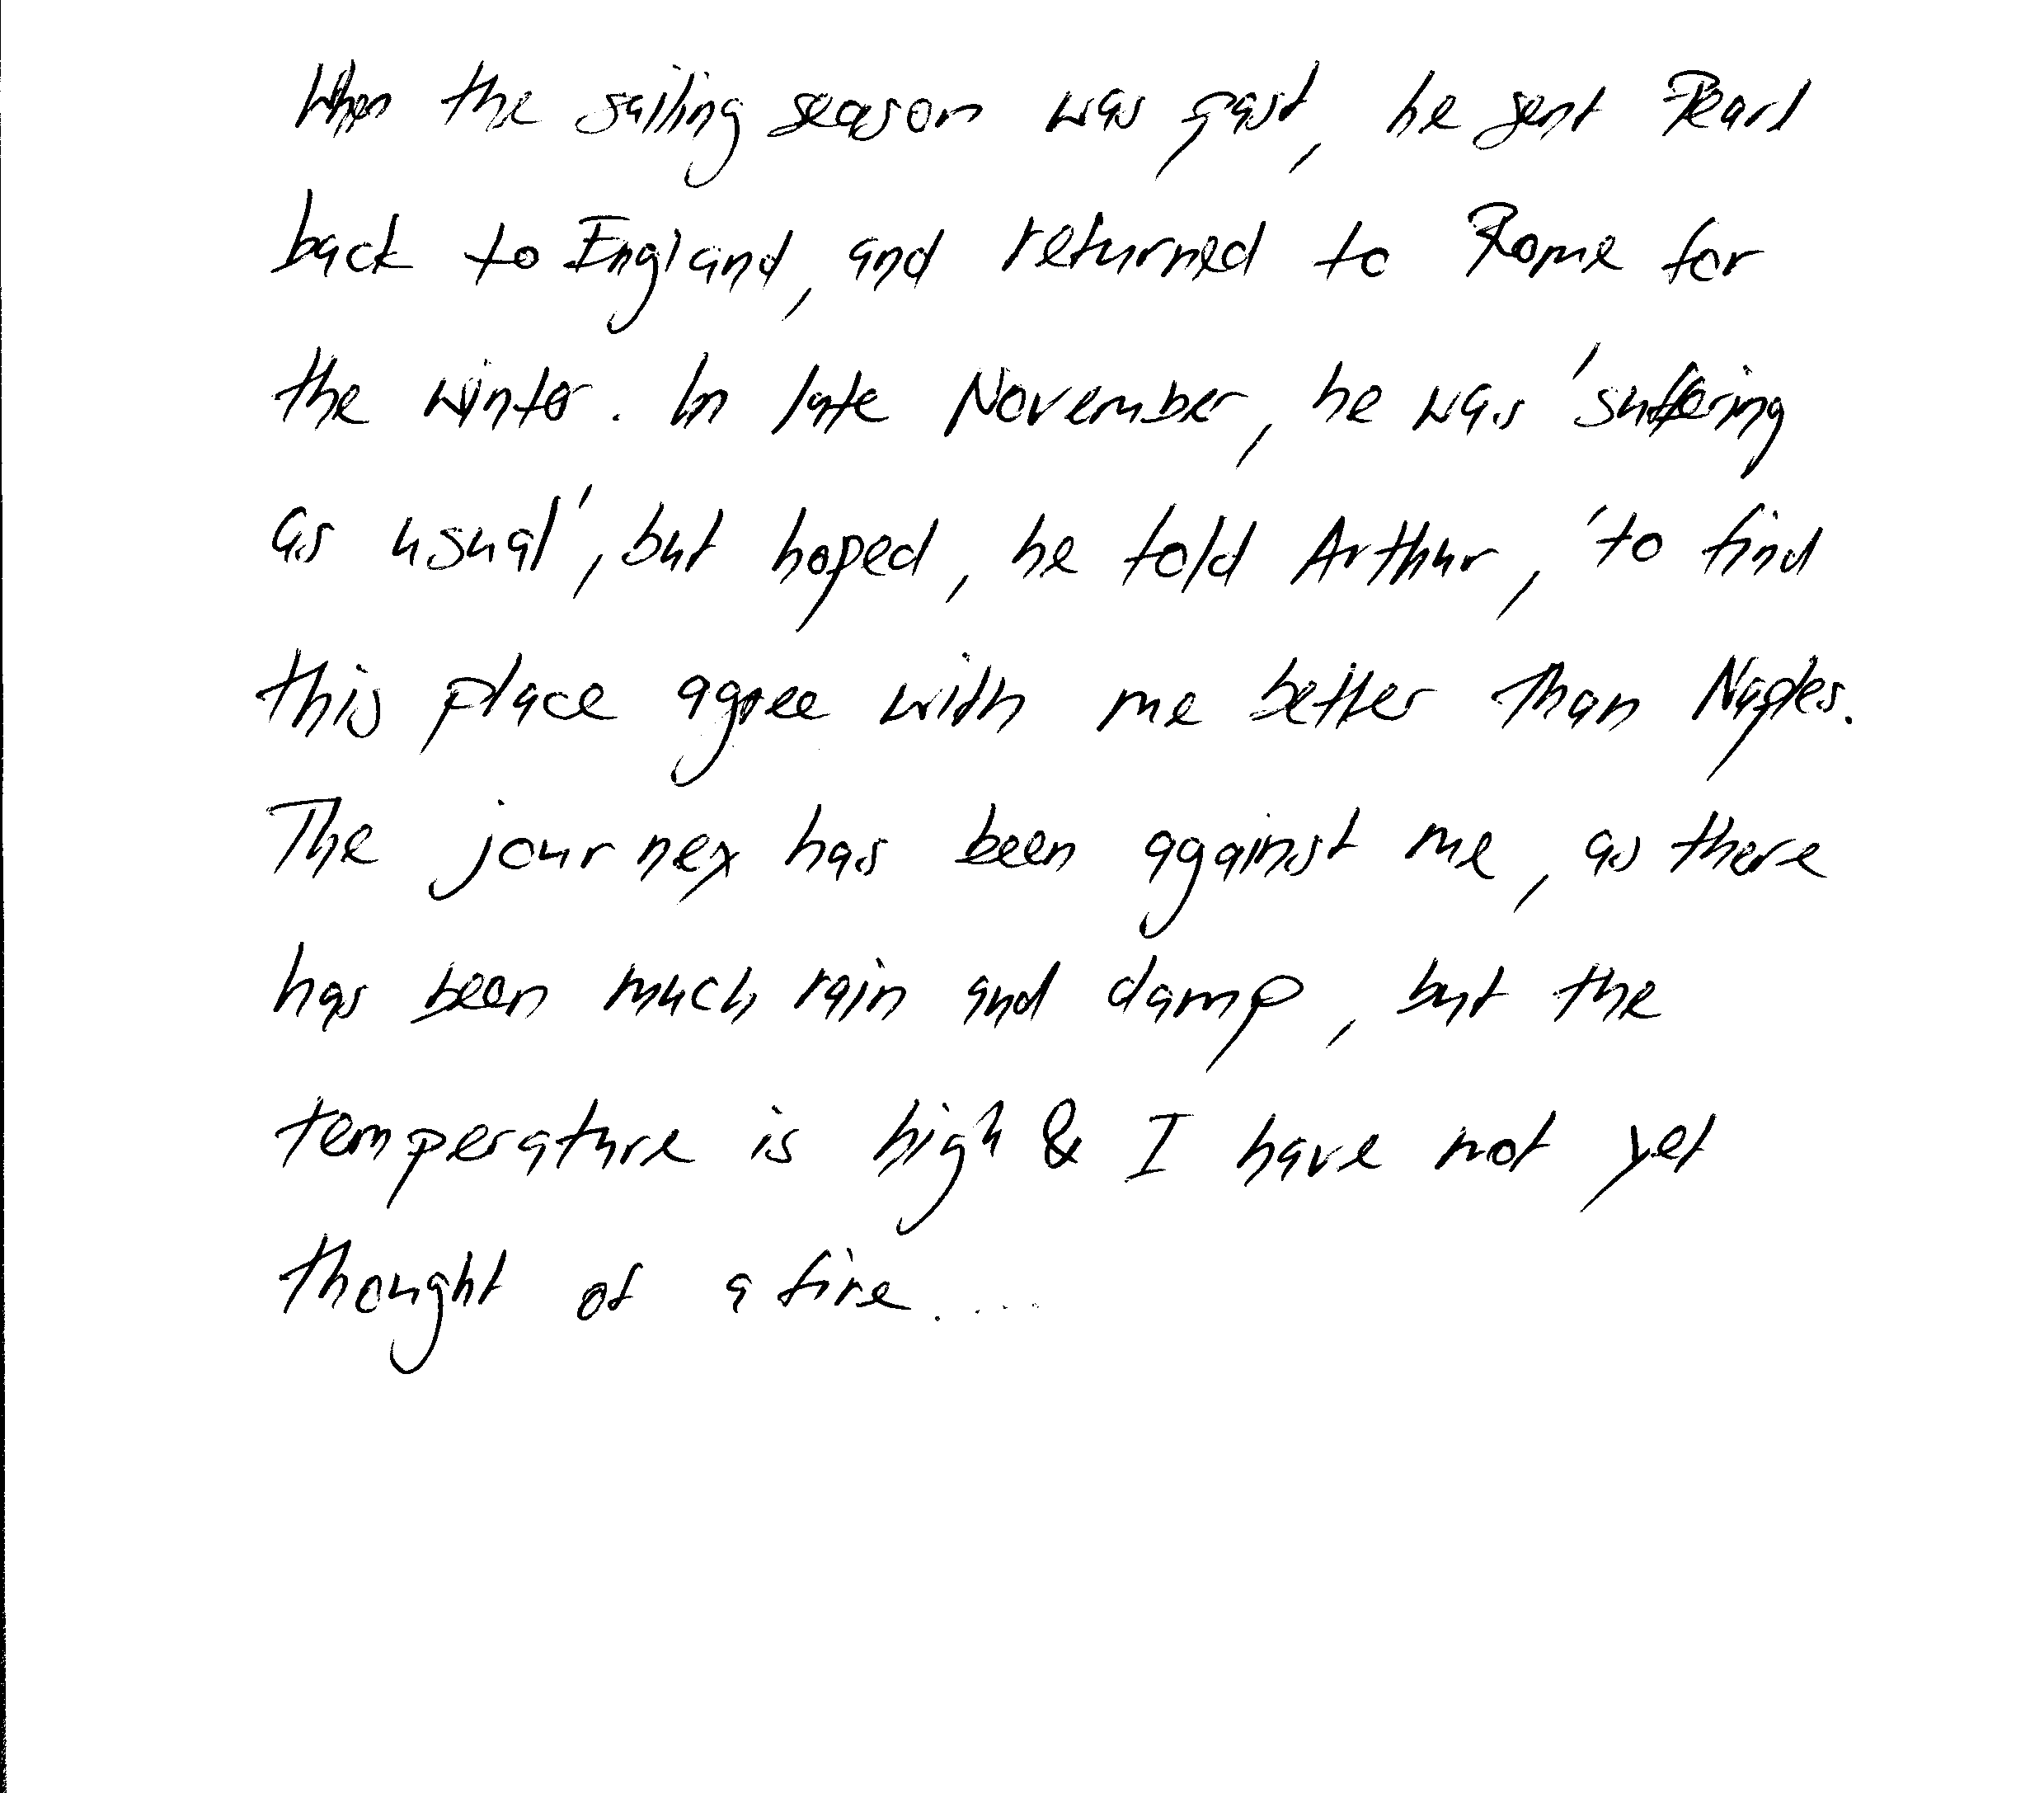 When the sailing season was past, he sent Pearl
back to England, and returned to Rome for
the winter. In late November, he was 'suffering
as usual', but hoped, he told Arthur, 'to find
this place agree with me better than Naples.
The journey has been against me, as there
has been much rain and damp, but the
temperature is high & I have not yet
thought of a fire....